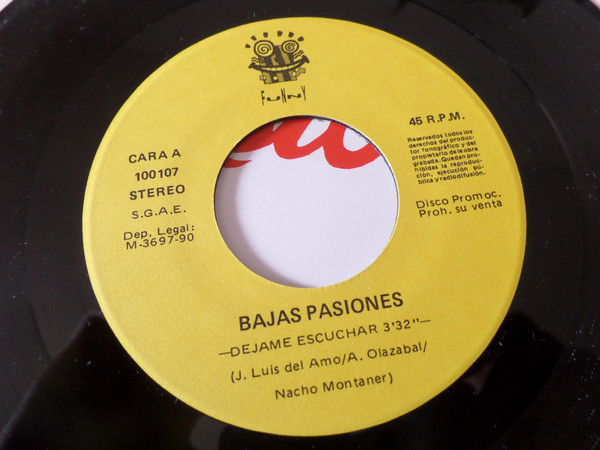 FUNNY
CARA A
100107
STEREO
S.G.A.E.
Dep. Legal:
M-3697-90
45 R.P.M.
Reservados todos los
derechos del produc-
tor fonográfico y del
propietario de la obra
grabada. Quedan pro-
hibidas la reproduc-
ción, ejecución pú-
blica y radiodifusión.
Disco Promoc.
Proh. su venta
BAJAS PASIONES
—DEJAME ESCUCHAR 3'32"—
(J. Luis del Amo/A. Olazabal/
Nacho Montaner)